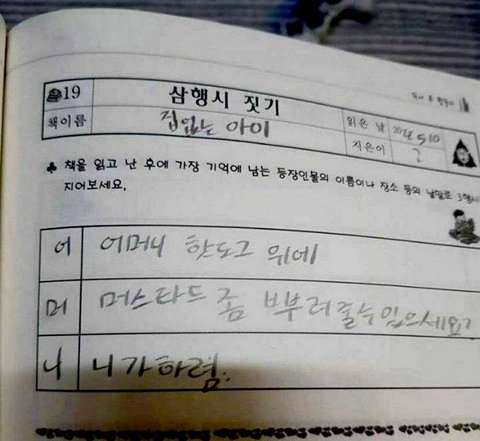 19 삼행시 짓기
책이름 집없는 아이 읽은 날 5 10
지은이 ?
♣ 책을 읽고 난 후에 가장 기억에 남는 등장인물의 이름이나 장소 등의 낱말로 3행시
지어보세요.
어 어머니 핫도그 위에
머 머스타드 좀 뿌려줄수있으세요?
니 니가하렴.